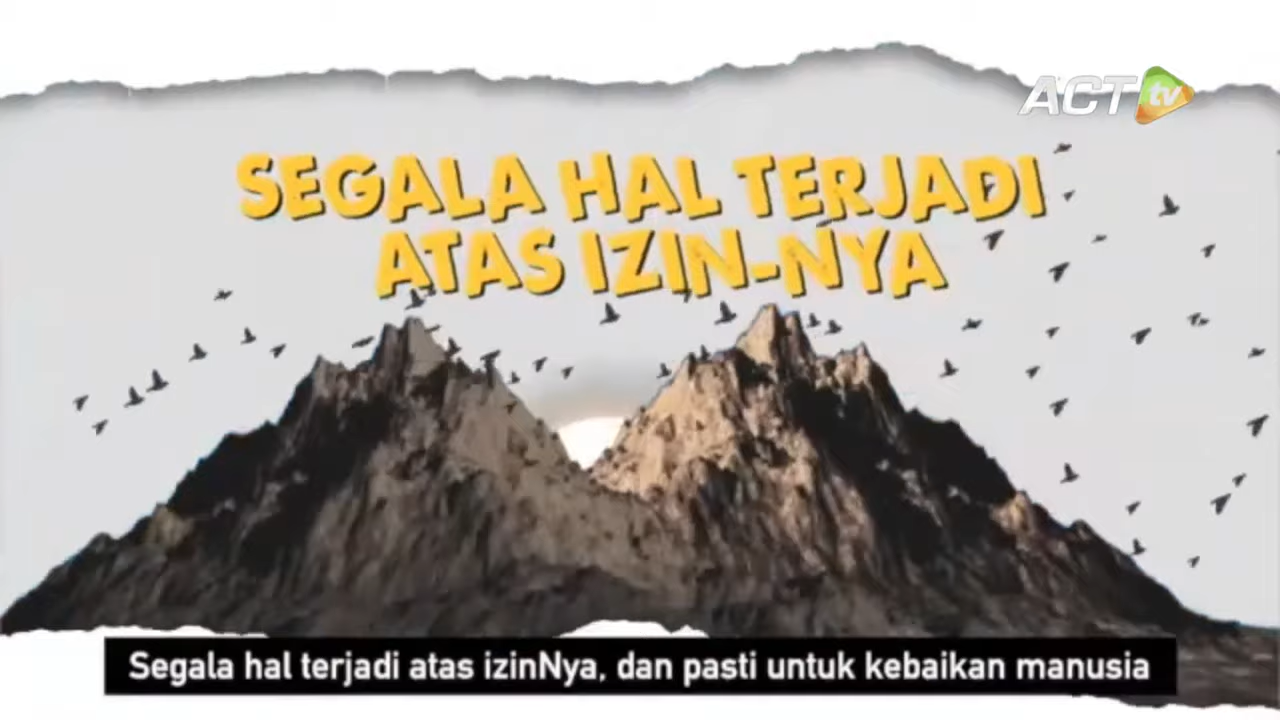 ACT tv
SEGALA HAL TERJADI
ATAS IZIN-NYA
Segala hal terjadi atas izinNya, dan pasti untuk kebaikan manusia